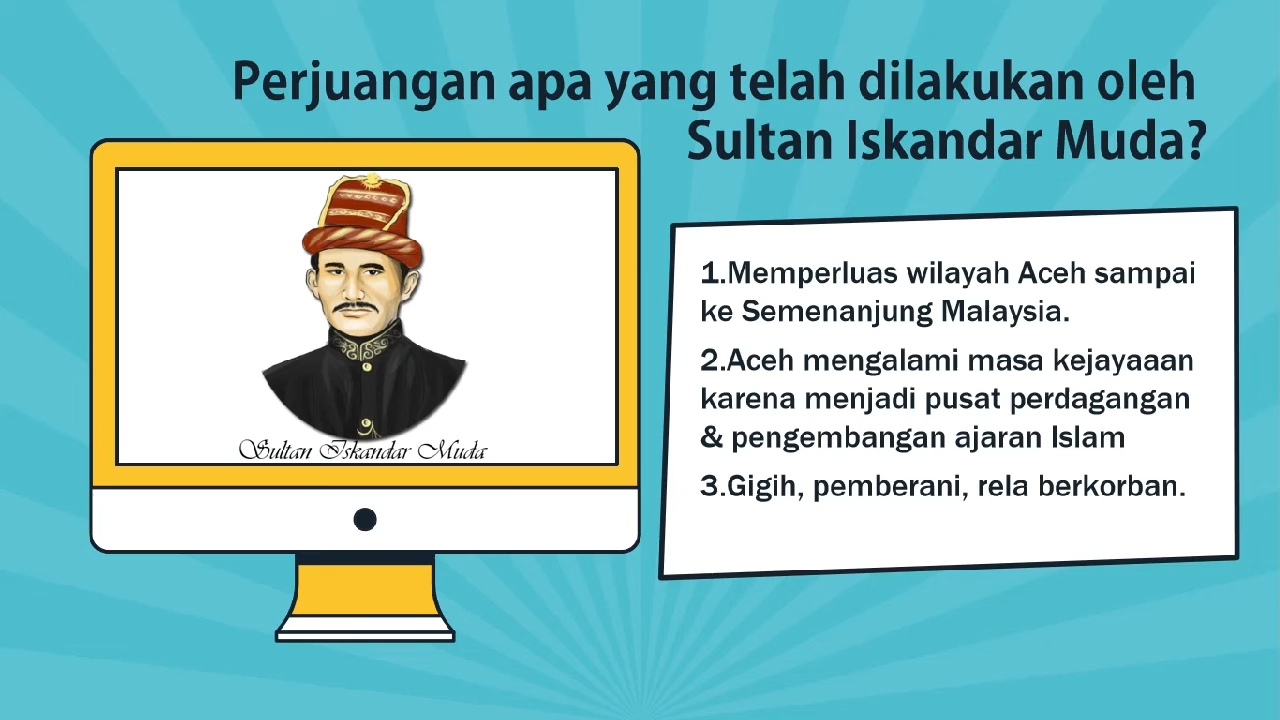 Perjuangan apa yang telah dilakukan oleh
Sultan Iskandar Muda?
Sultan Iskandar Muda
1.Memperluas wilayah Aceh sampai
ke Semenanjung Malaysia.
2.Aceh mengalami masa kejayaaan
karena menjadi pusat perdagangan
& pengembangan ajaran Islam
3.Gigih, pemberani, rela berkorban.